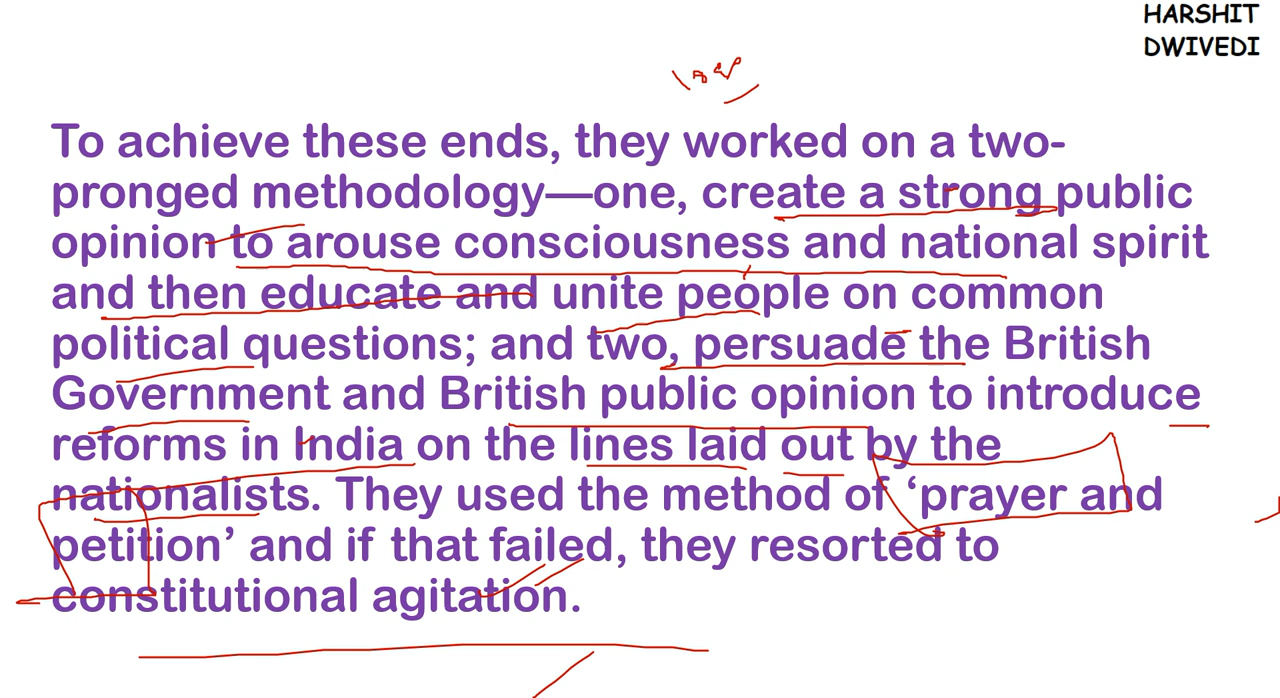 HARSHIT
DWIVEDI
To achieve these ends, they worked on a two-
pronged methodology—one, create a strong public
opinion to arouse consciousness and national spirit
and then educate and unite people on common
political questions; and two, persuade the British
Government and British public opinion to introduce
reforms in India on the lines laid out by the
nationalists. They used the method of ‘prayer and
petition’ and if that failed, they resorted to
constitutional agitation.